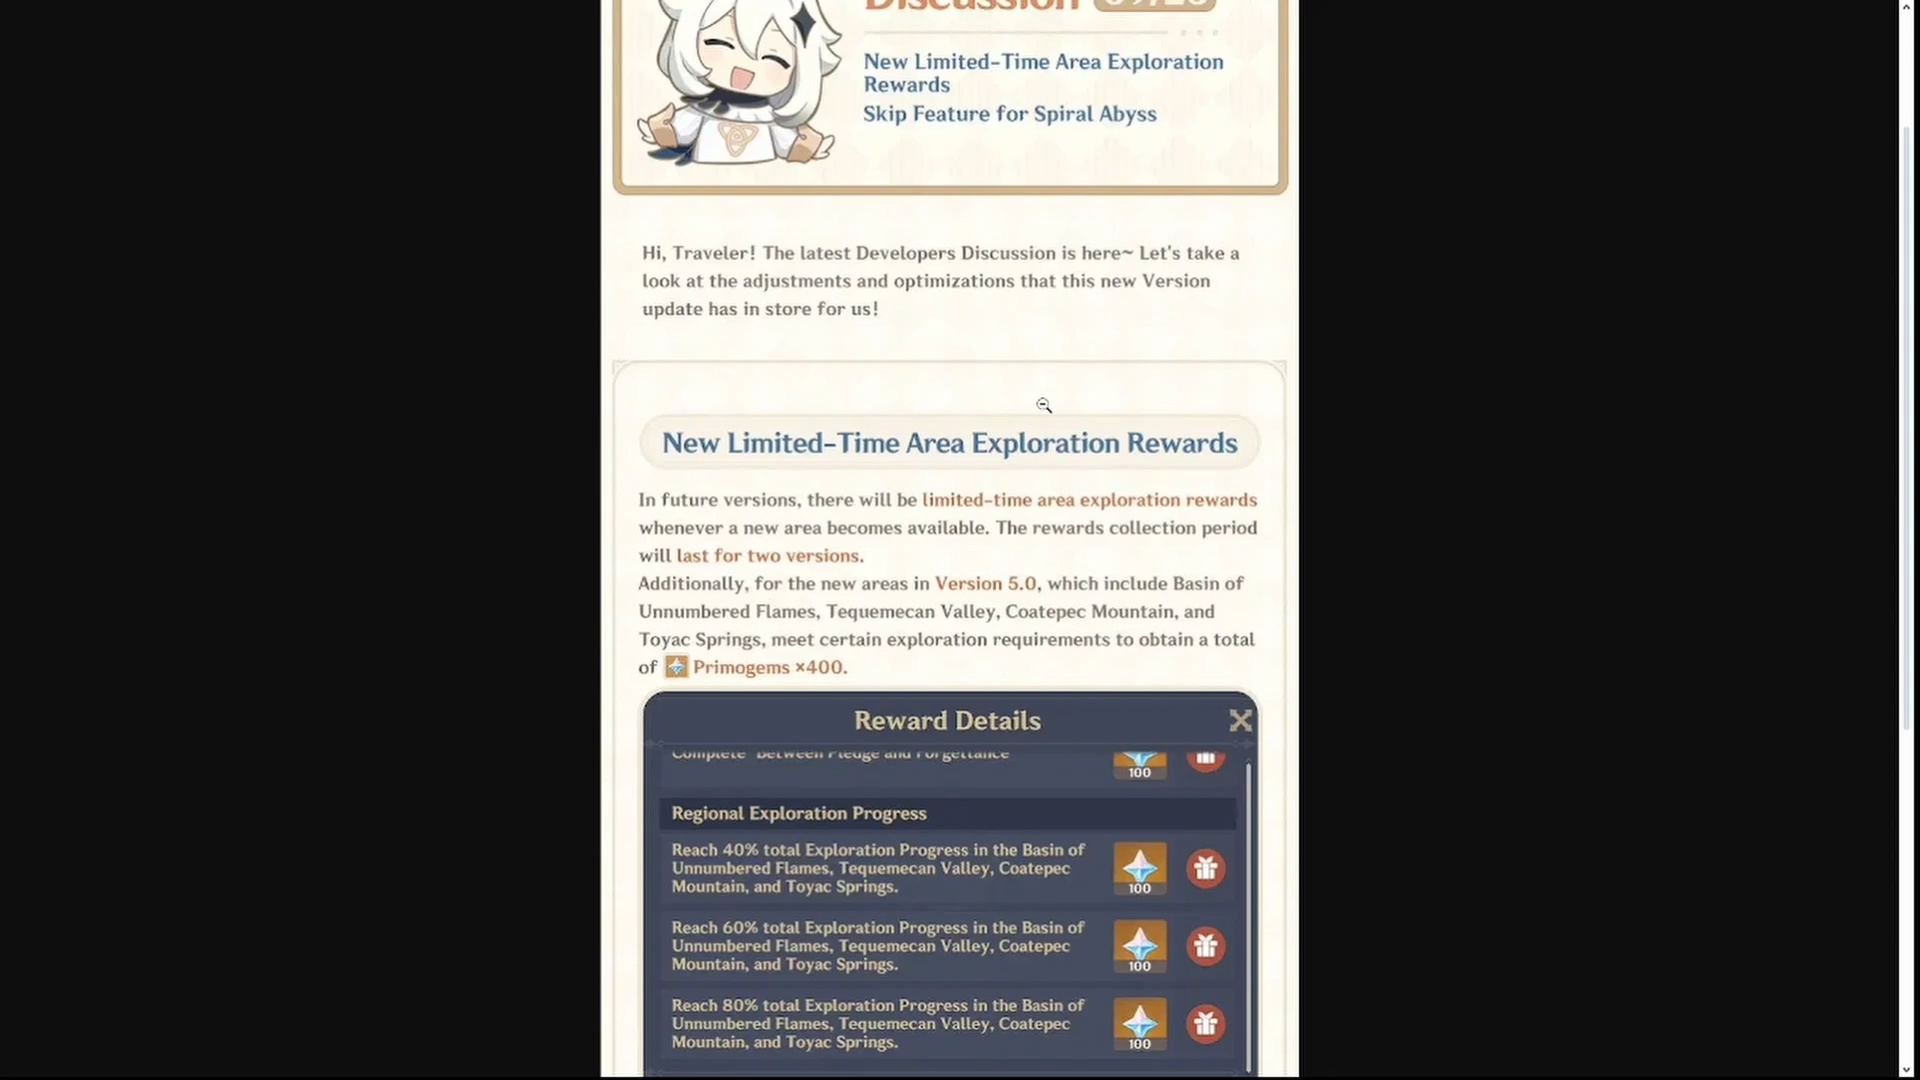 Discussion 09/23
New Limited-Time Area Exploration
Rewards
Skip Feature for Spiral Abyss
Hi, Traveler! The latest Developers Discussion is here~ Let's take a
look at the adjustments and optimizations that this new Version
update has in store for us!
New Limited-Time Area Exploration Rewards
In future versions, there will be limited-time area exploration rewards
whenever a new area becomes available. The rewards collection period
will last for two versions.
Additionally, for the new areas in Version 5.0, which include Basin of
Unnumbered Flames, Tequemecan Valley, Coatepec Mountain, and
Toyac Springs, meet certain exploration requirements to obtain a total
of Primogems ×400.
Reward Details
Complete "Between Pledge and Forgettance"
100
Regional Exploration Progress
Reach 40% total Exploration Progress in the Basin of
Unnumbered Flames, Tequemecan Valley, Coatepec
Mountain, and Toyac Springs.
100
Reach 60% total Exploration Progress in the Basin of
Unnumbered Flames, Tequemecan Valley, Coatepec
Mountain, and Toyac Springs.
100
Reach 80% total Exploration Progress in the Basin of
Unnumbered Flames, Tequemecan Valley, Coatepec
Mountain, and Toyac Springs.
100